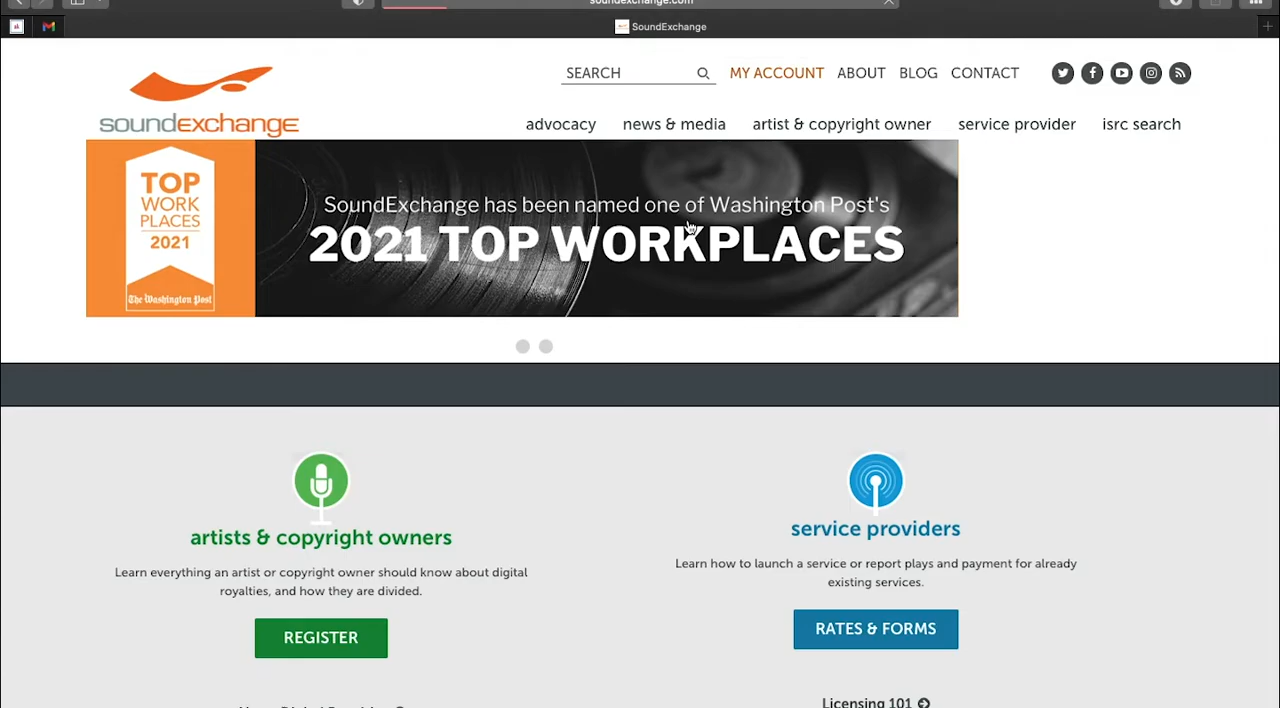 soundexchange.com
SoundExchange
SEARCH
MY ACCOUNT
ABOUT
BLOG
CONTACT
soundexchange
advocacy
news & media
artist & copyright owner
service provider
isrc search
TOP
WORK
PLACES
2021
The Washington Post
SoundExchange has been named one of Washington Post's
2021 TOP WORKPLACES
artists & copyright owners
Learn everything an artist or copyright owner should know about digital
royalties, and how they are divided.
REGISTER
service providers
Learn how to launch a service or report plays and payment for already
existing services.
RATES & FORMS
Licensing 101